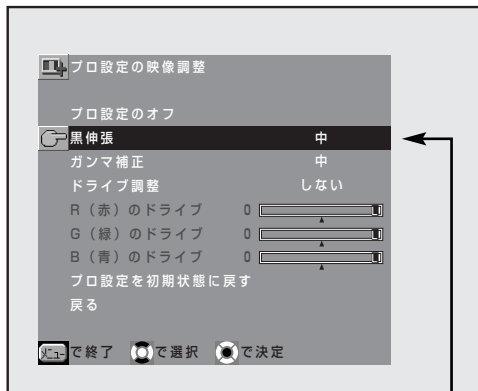 プロ設定の映像調整
プロ設定のオフ
黒伸張 中
ガンマ補正 中
ドライブ調整 しない
R（赤）のドライブ 0
G（緑）のドライブ 0
B（青）のドライブ 0
プロ設定を初期状態に戻す
戻る
メニューで終了 で選択 で決定